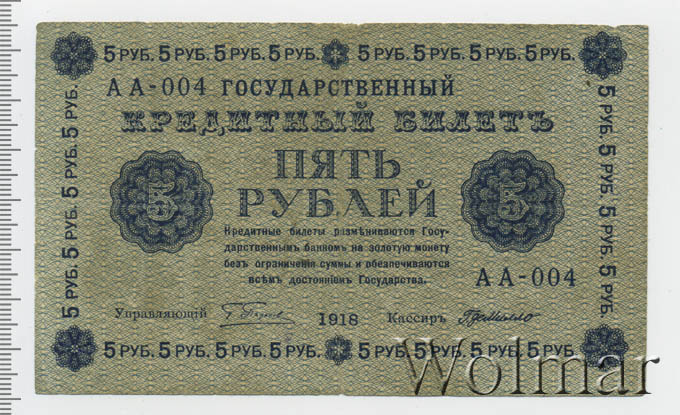 5 РУБ. 5 РУБ. 5 РУБ. 5 РУБ. 5 РУБ. 5 РУБ. 5 РУБ. 5 РУБ.
АА-004 ГОСУДАРСТВЕННЫЙ
КРЕДИТНЫЙ БИЛЕТЪ
5 РУБ. 5 РУБ. 5 РУБ. 5 РУБ.
ПЯТЬ
РУБЛЕЙ
5
5
5 РУБ. 5 РУБ. 5 РУБ. 5 РУБ.
Кредитные билеты размѣниваются Госу-
дарственнымъ банкомъ на золотую монету
безъ ограниченія суммы и обезпечиваются
всѣмъ достояніемъ Государства.
АА-004
Управляющій 1918 Кассиръ
5 РУБ. 5 РУБ. 5 РУБ. 5 РУБ. 5 РУБ. 5 РУБ. 5 РУБ. 5 РУБ.
Wolmar